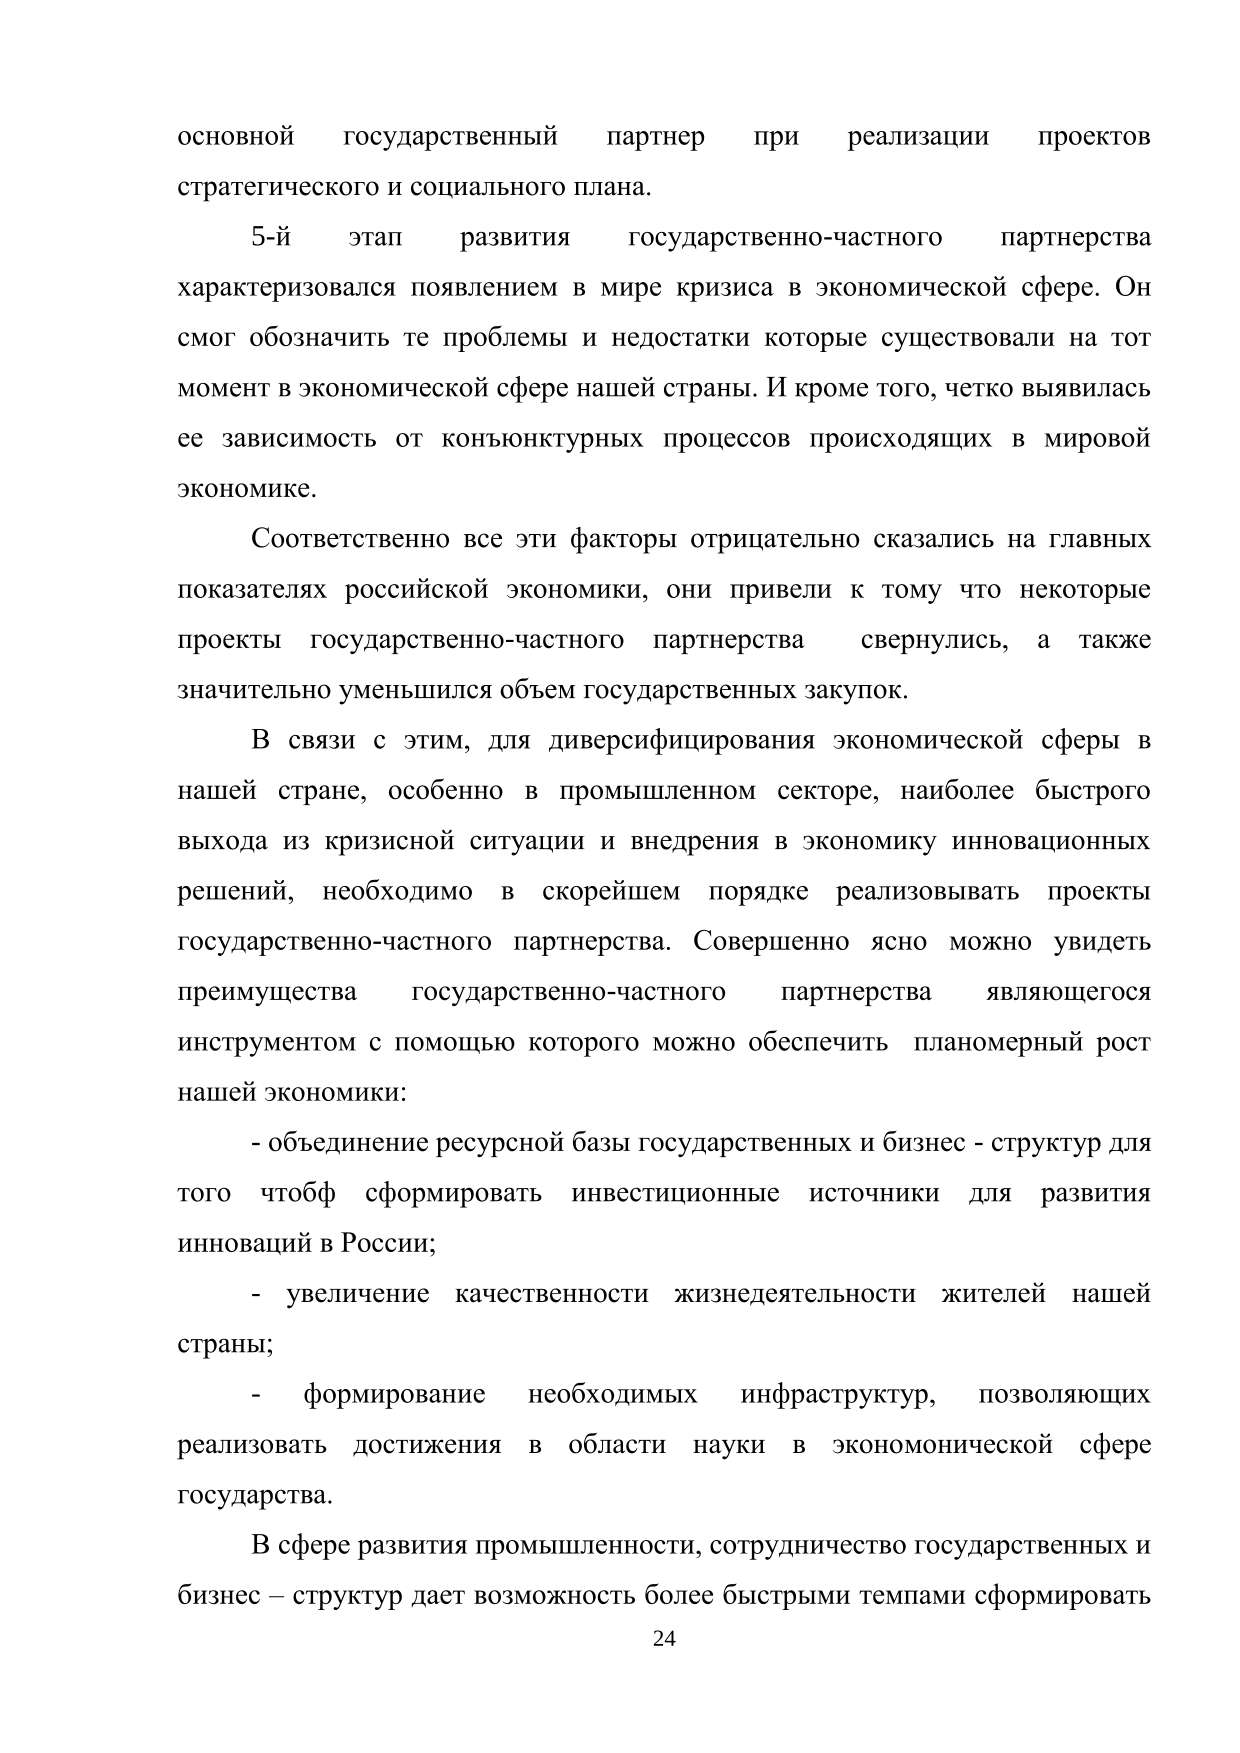 основной государственный партнер при реализации проектов
стратегического и социального плана.
5-й этап развития государственно-частного партнерства
характеризовался появлением в мире кризиса в экономической сфере. Он
смог обозначить те проблемы и недостатки которые существовали на тот
момент в экономической сфере нашей страны. И кроме того, четко выявилась
ее зависимость от конъюнктурных процессов происходящих в мировой
экономике.
Соответственно все эти факторы отрицательно сказались на главных
показателях российской экономики, они привели к тому что некоторые
проекты государственно-частного партнерства свернулись, а также
значительно уменьшился объем государственных закупок.
В связи с этим, для диверсифицирования экономической сферы в
нашей стране, особенно в промышленном секторе, наиболее быстрого
выхода из кризисной ситуации и внедрения в экономику инновационных
решений, необходимо в скорейшем порядке реализовывать проекты
государственно-частного партнерства. Совершенно ясно можно увидеть
преимущества государственно-частного партнерства являющегося
инструментом с помощью которого можно обеспечить планомерный рост
нашей экономики:
- объединение ресурсной базы государственных и бизнес - структур для
того чтобф сформировать инвестиционные источники для развития
инноваций в России;
- увеличение качественности жизнедеятельности жителей нашей
страны;
- формирование необходимых инфраструктур, позволяющих
реализовать достижения в области науки в экономонической сфере
государства.
В сфере развития промышленности, сотрудничество государственных и
бизнес – структур дает возможность более быстрыми темпами сформировать
24